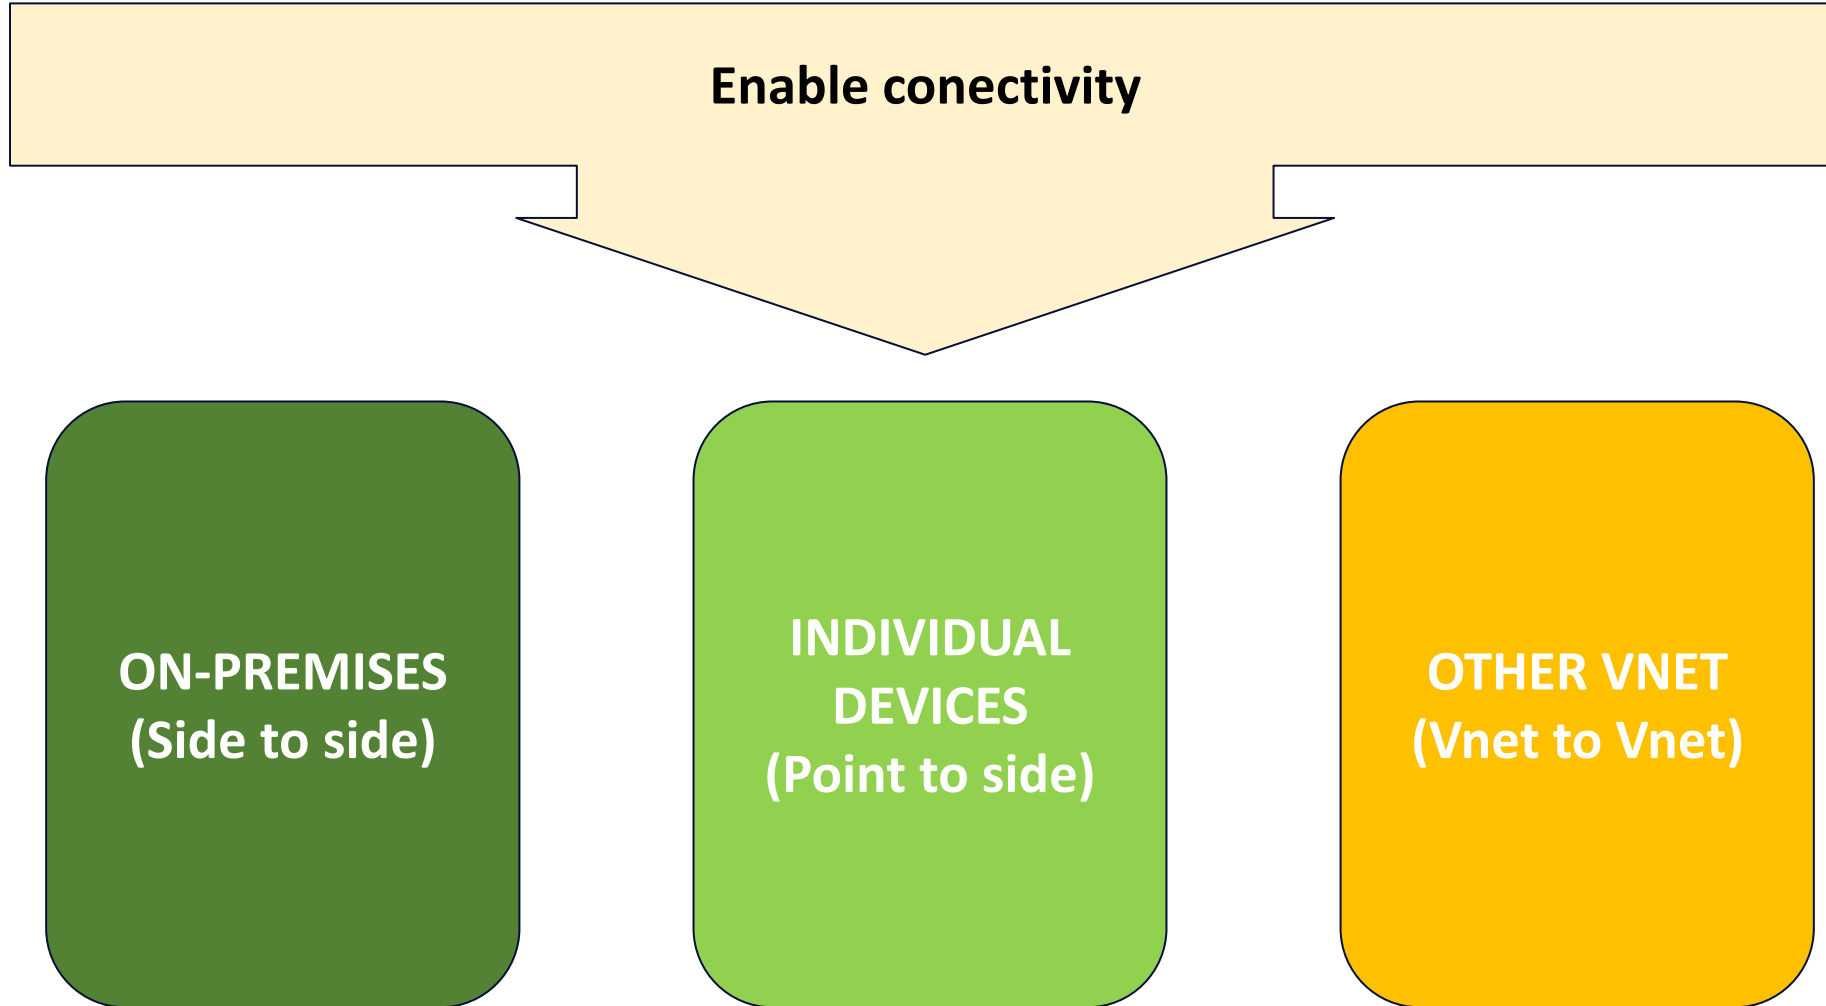 Enable conectivity
ON-PREMISES
(Side to side)
INDIVIDUAL
DEVICES
(Point to side)
OTHER VNET
(Vnet to Vnet)